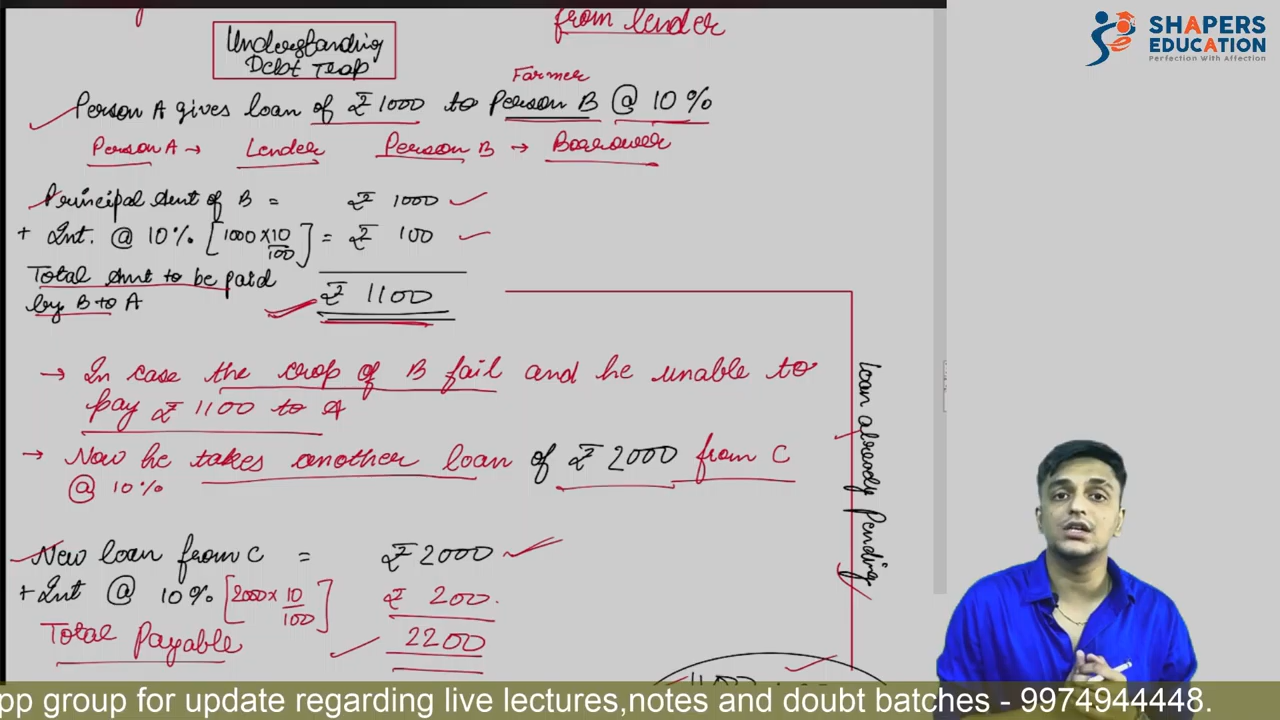 from lender
Understanding
Debt Trap
Farmer
Person A gives loan of ₹ 1000 to Person B @ 10%
Person A → Lender Person B → Borrower
Principal Amt of B = ₹ 1000
+ Int. @ 10% [1000 × 10/100] = ₹ 100
Total Amt to be paid
by B to A ₹ 1100
→ In case the crop of B fail and he unable to
pay ₹ 1100 to A
→ Now he takes another loan of ₹ 2000 from C
@ 10%
New loan from C = ₹ 2000
+ Int @ 10% [2000 × 10/100] ₹ 200.
Total Payable 2200
Loan already Pending
SHAPERS
EDUCATION
Perfection With Affection
pp group for update regarding live lectures,notes and doubt batches - 9974944448.